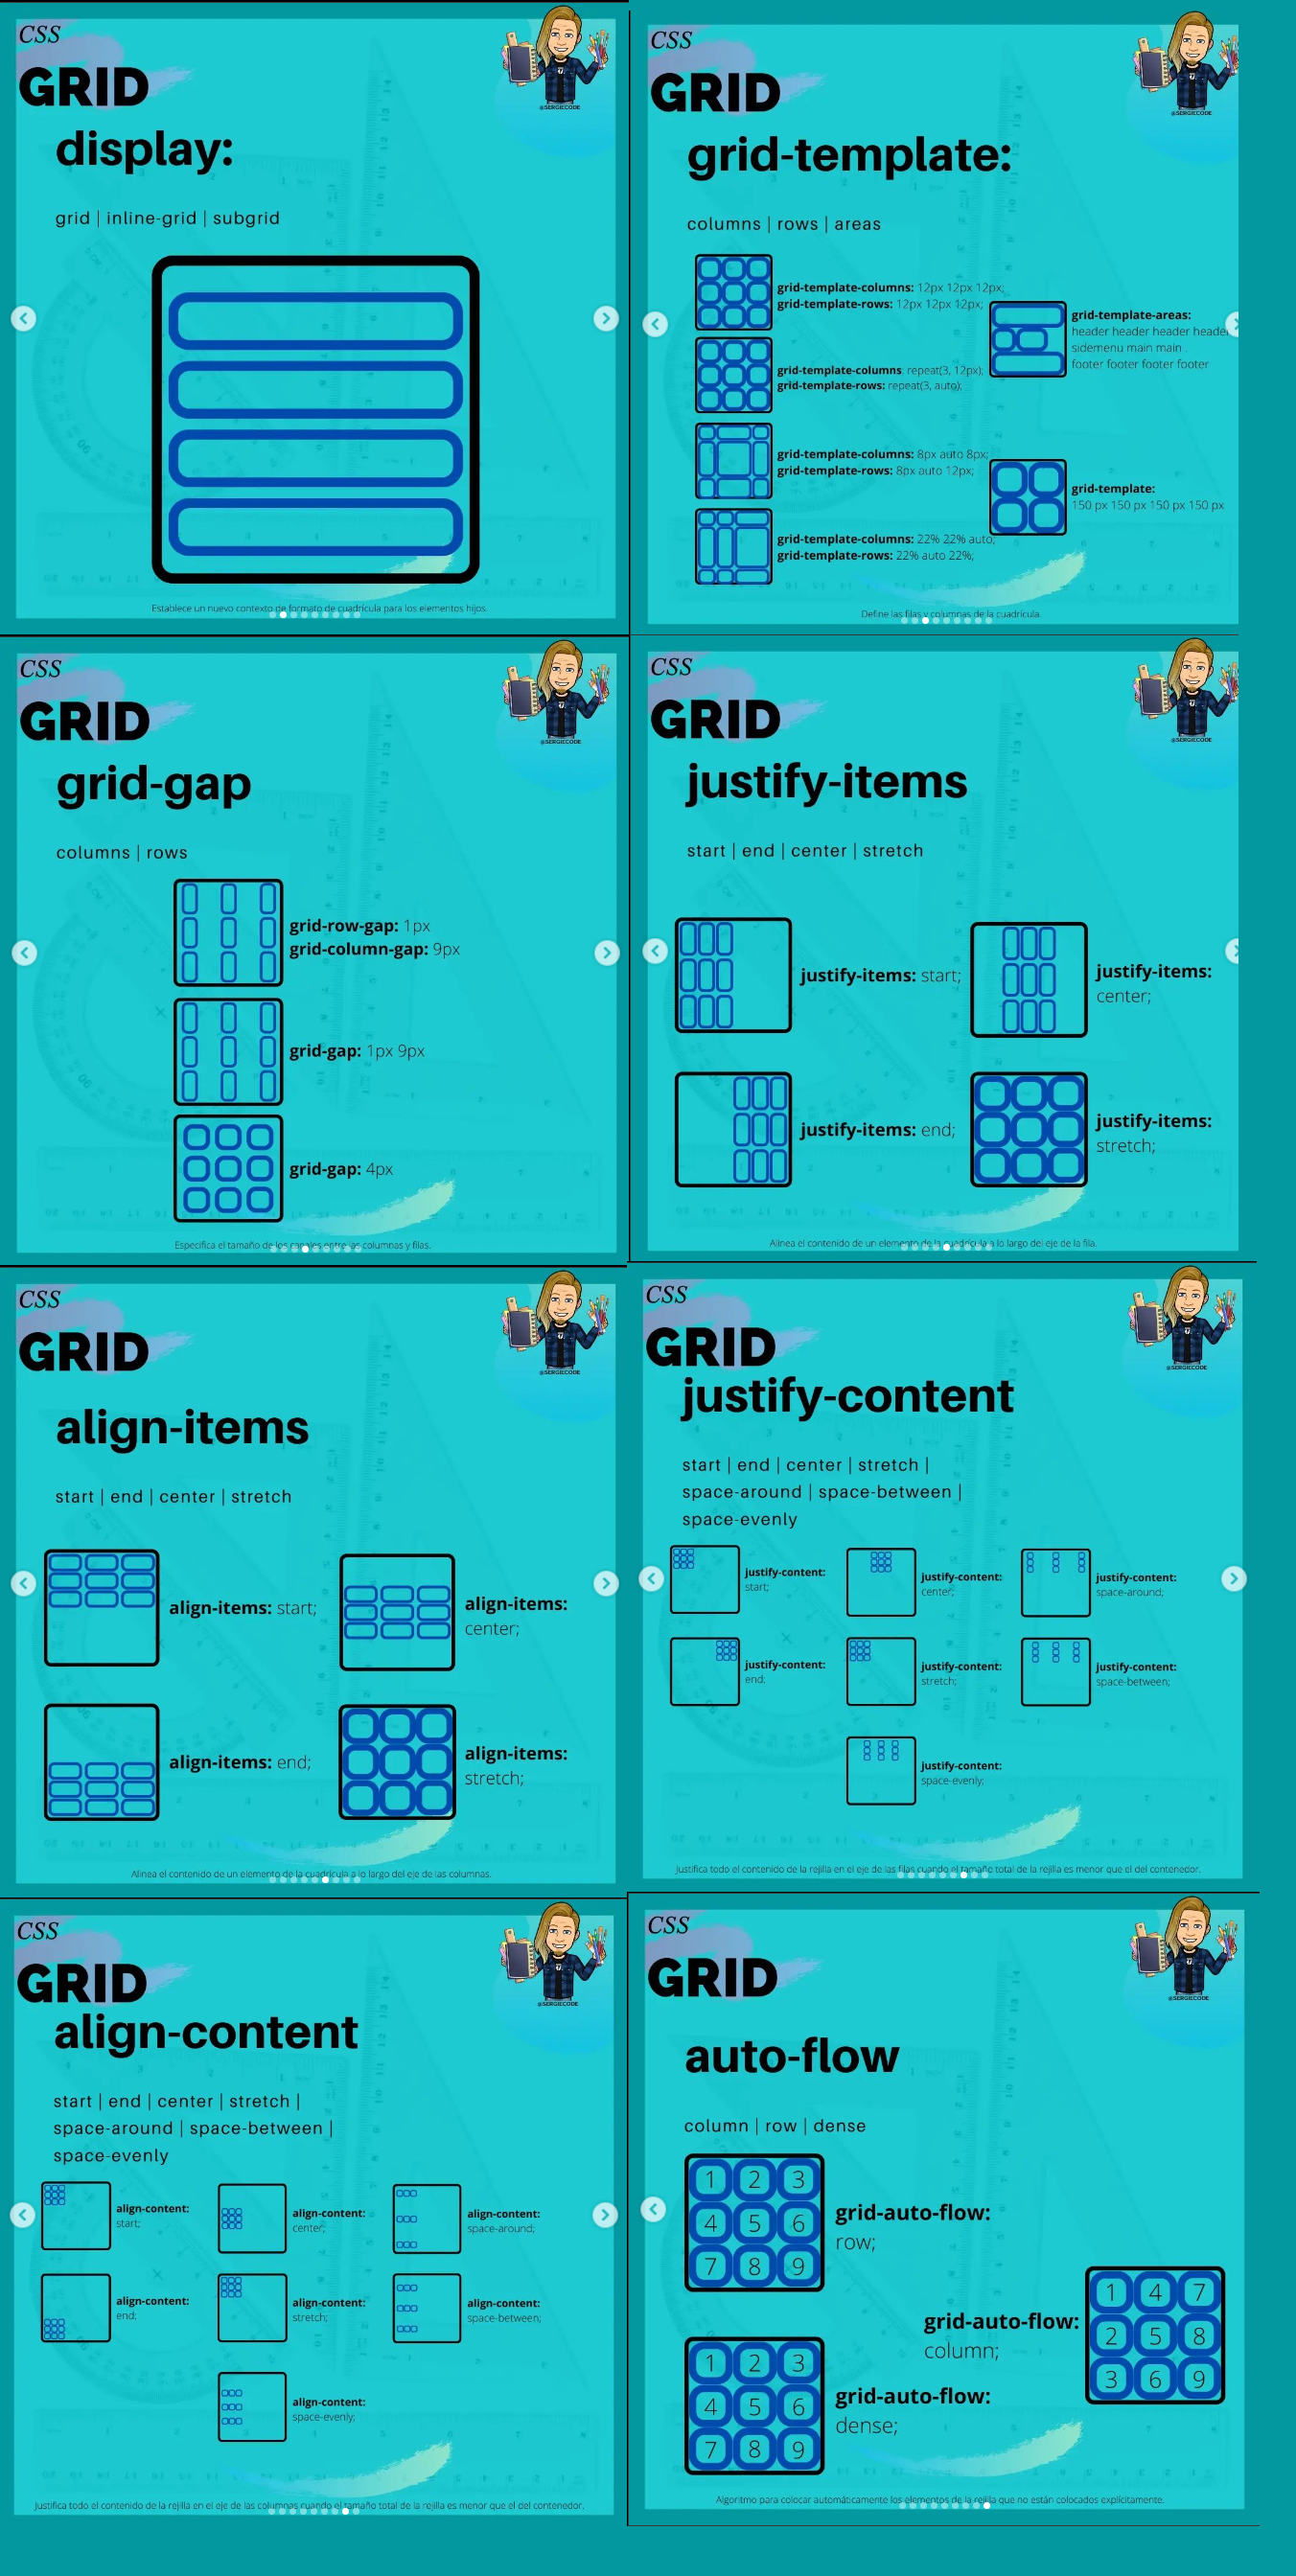 CSS
GRID
@SERGIECODE
display:
grid | inline-grid | subgrid
Establece un nuevo contexto de formato de cuadrícula para los elementos hijos.
CSS
GRID
@SERGIECODE
grid-template:
columns | rows | areas
grid-template-columns: 12px 12px 12px;
grid-template-rows: 12px 12px 12px;
grid-template-columns: repeat(3, 12px);
grid-template-rows: repeat(3, auto);
grid-template-columns: 8px auto 8px;
grid-template-rows: 8px auto 12px;
grid-template-columns: 22% 22% auto;
grid-template-rows: 22% auto 22%;
grid-template-areas:
header header header header
sidemenu main main .
footer footer footer footer
grid-template:
150 px 150 px 150 px 150 px
Define las filas y columnas de la cuadrícula.
CSS
GRID
@SERGIECODE
grid-gap
columns | rows
grid-row-gap: 1px
grid-column-gap: 9px
grid-gap: 1px 9px
grid-gap: 4px
Especifica el tamaño de los canales entre las columnas y filas.
CSS
GRID
@SERGIECODE
justify-items
start | end | center | stretch
justify-items: start;
justify-items:
center;
justify-items: end;
justify-items:
stretch;
Alinea el contenido de un elemento de la cuadrícula a lo largo del eje de la fila.
CSS
GRID
@SERGIECODE
align-items
start | end | center | stretch
align-items: start;
align-items:
center;
align-items: end;
align-items:
stretch;
Alinea el contenido de un elemento de la cuadrícula a lo largo del eje de las columnas.
CSS
GRID
@SERGIECODE
justify-content
start | end | center | stretch |
space-around | space-between |
space-evenly
justify-content:
start;
justify-content:
center;
justify-content:
space-around;
justify-content:
end;
justify-content:
stretch;
justify-content:
space-between;
justify-content:
space-evenly;
Justifica todo el contenido de la rejilla en el eje de las filas cuando el tamaño total de la rejilla es menor que el del contenedor.
CSS
GRID
@SERGIECODE
align-content
start | end | center | stretch |
space-around | space-between |
space-evenly
align-content:
start;
align-content:
center;
align-content:
space-around;
align-content:
end;
align-content:
stretch;
align-content:
space-between;
align-content:
space-evenly;
Justifica todo el contenido de la rejilla en el eje de las columnas cuando el tamaño total de la rejilla es menor que el del contenedor.
CSS
GRID
@SERGIECODE
auto-flow
column | row | dense
1 2 3
4 5 6
7 8 9
grid-auto-flow:
row;
grid-auto-flow:
column;
1 4 7
2 5 8
3 6 9
1 2 3
4 5 6
7 8 9
grid-auto-flow:
dense;
Algoritmo para colocar automáticamente los elementos de la rejilla que no están colocados explícitamente.